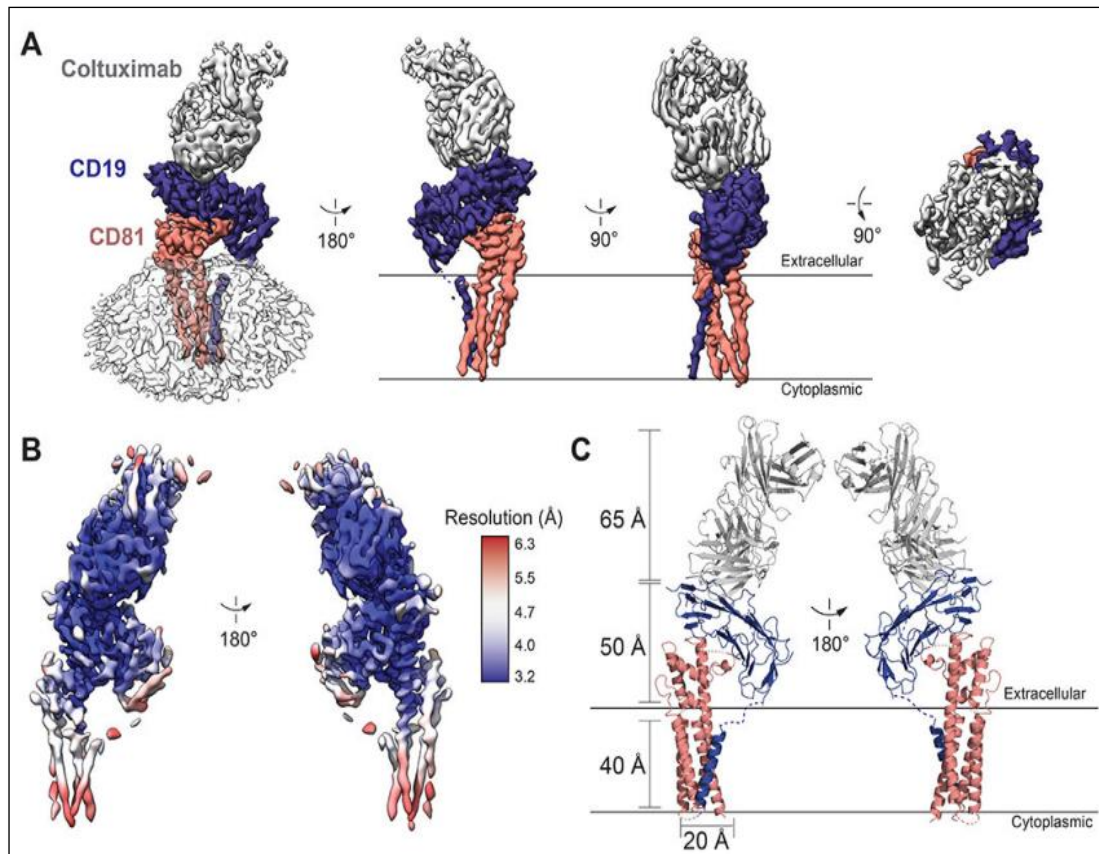 A
Coltuximab
CD19
CD81
180°
90°
90°
Extracellular
Cytoplasmic
B
180°
Resolution (Å)
6.3
5.5
4.7
4.0
3.2
C
65 Å
50 Å
40 Å
180°
Extracellular
Cytoplasmic
20 Å